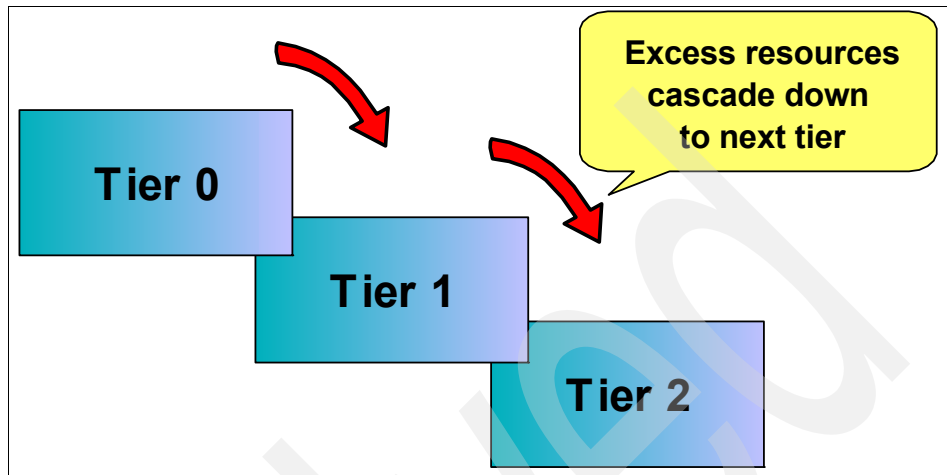 Excess resources
cascade down
to next tier
Tier 0
Tier 1
Tier 2